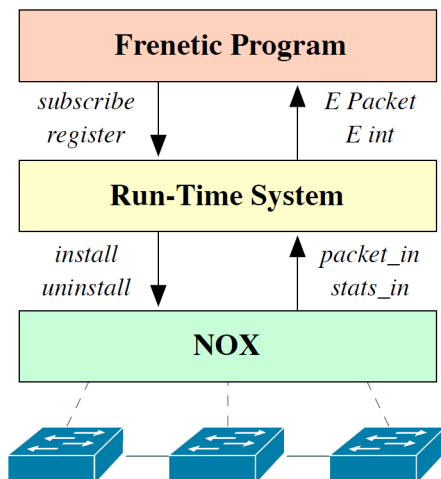 Frenetic Program
subscribe
register
E Packet
E int
Run-Time System
install
uninstall
packet_in
stats_in
NOX